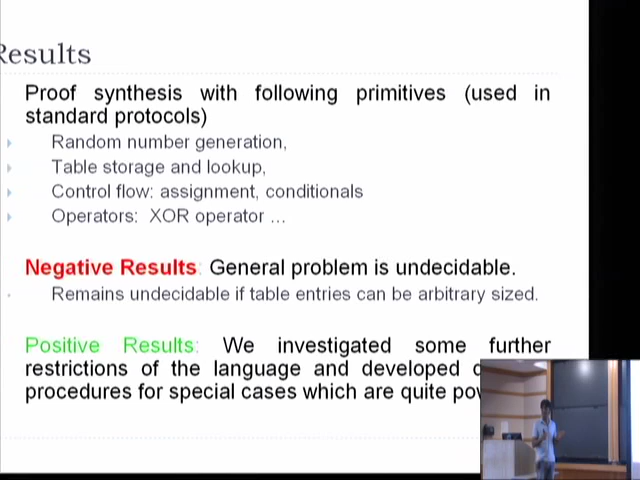 Results
Proof synthesis with following primitives (used in
standard protocols)
Random number generation,
Table storage and lookup,
Control flow: assignment, conditionals
Operators: XOR operator ...
Negative Results: General problem is undecidable.
Remains undecidable if table entries can be arbitrary sized.
Positive Results: We investigated some further
restrictions of the language and developed
procedures for special cases which are quite